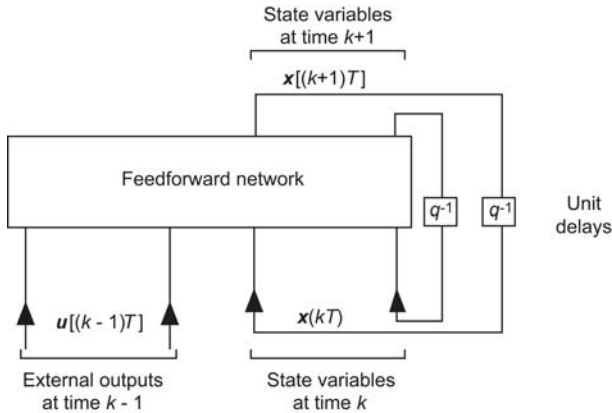 State variables
at time k+1
x[(k+1)T]
Feedforward network
q-1
q-1
Unit
delays
u[(k - 1)T]
x(kT)
External outputs
at time k - 1
State variables
at time k